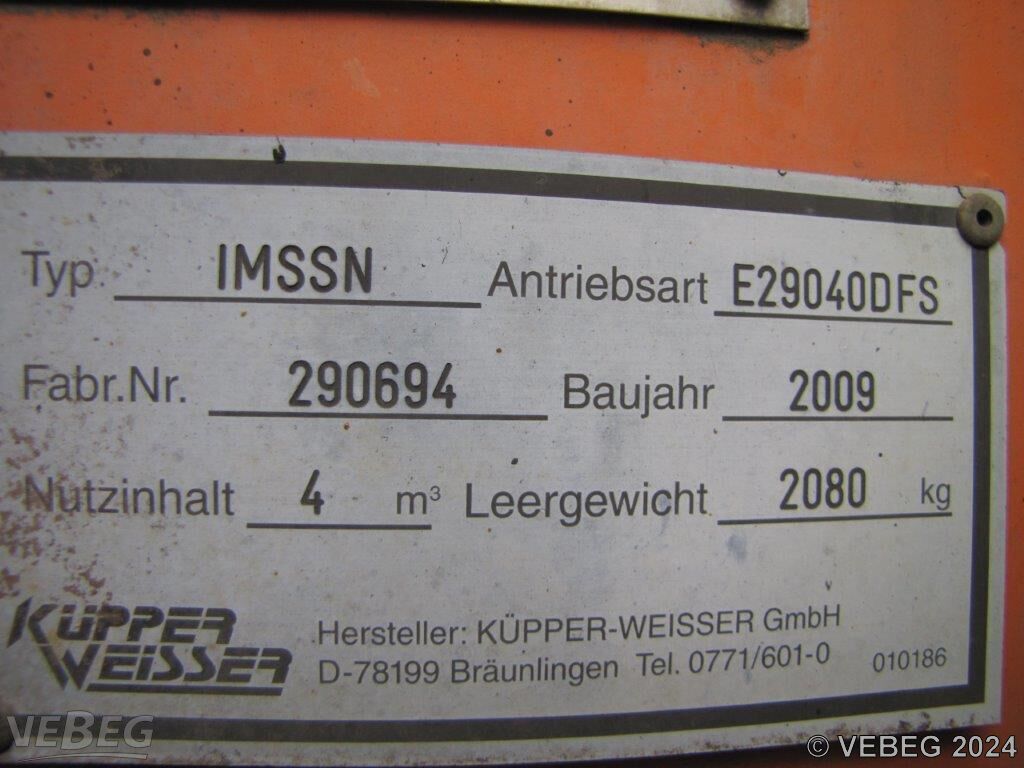 Typ IMSSN Antriebsart E29040DFS
Fabr.Nr. 290694 Baujahr 2009
Nutzinhalt 4 m³ Leergewicht 2080 kg
KÜPPER WEISSER
Hersteller: KÜPPER-WEISSER GmbH
D-78199 Bräunlingen Tel. 0771/601-0 010186
VEBEG
© VEBEG 2024